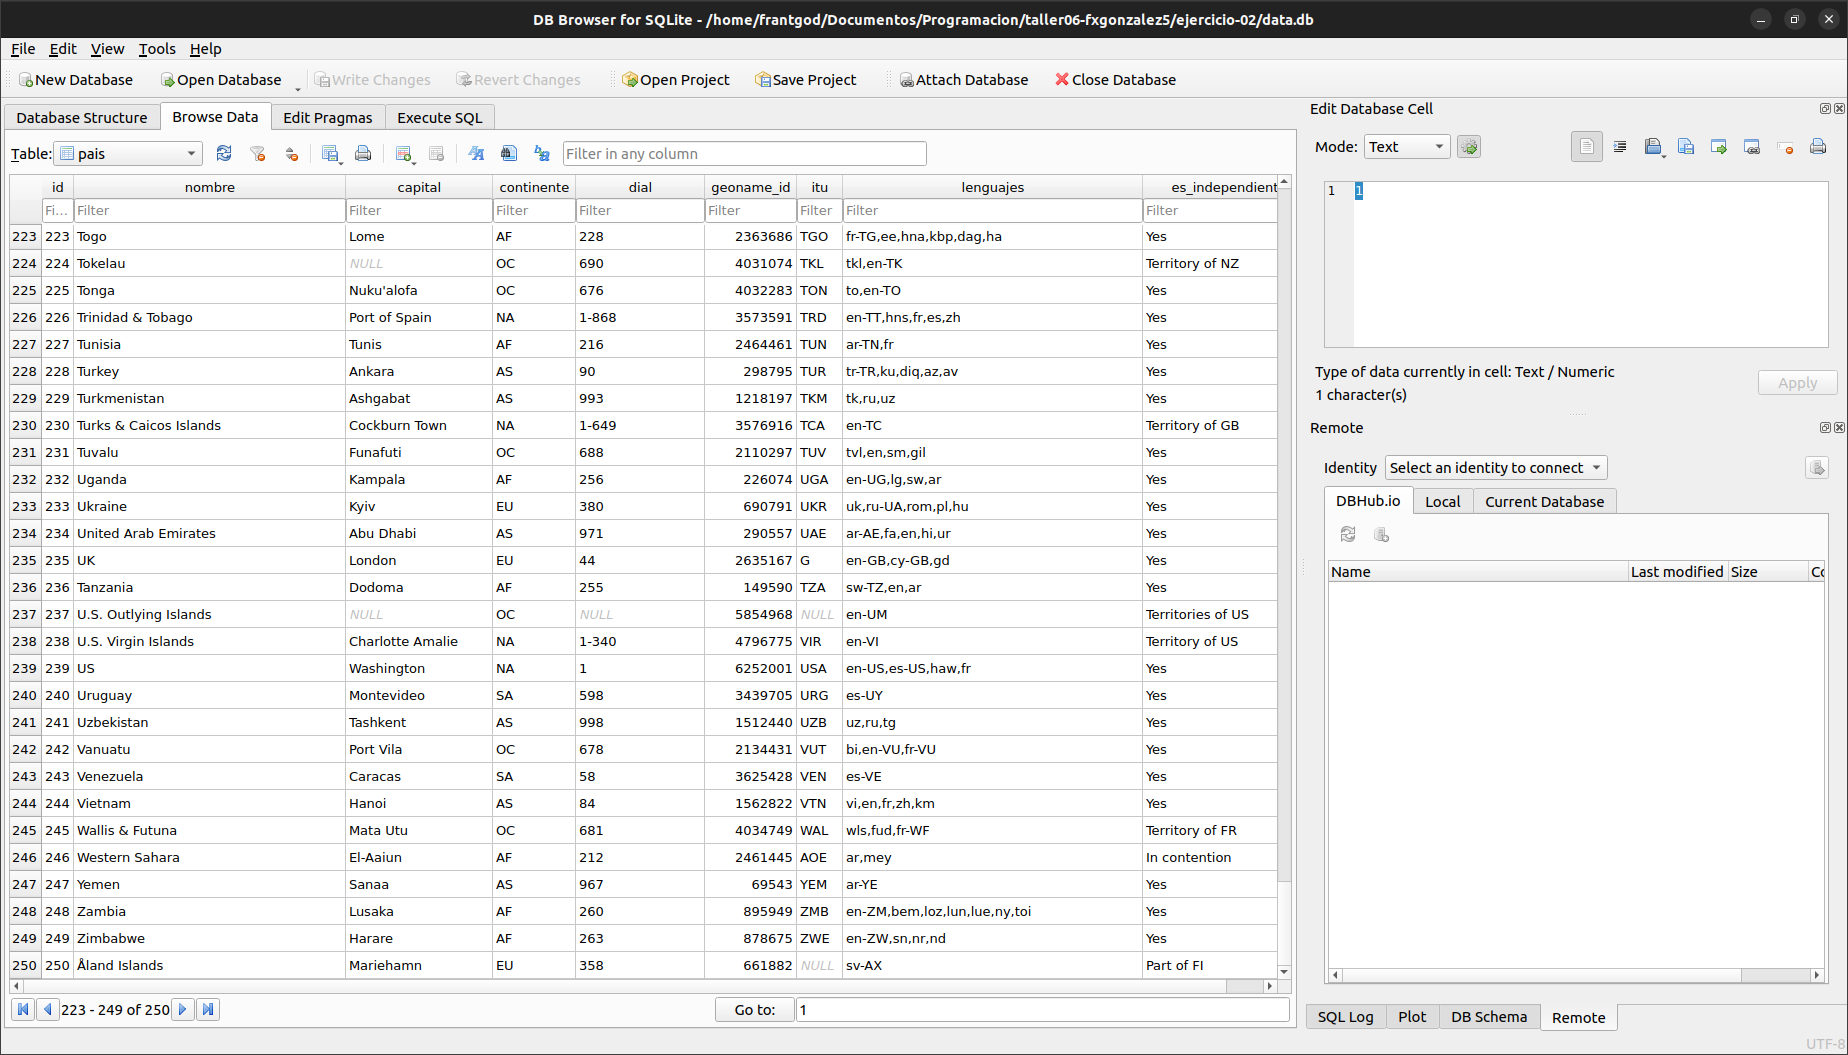 DB Browser for SQLite - /home/frantgod/Documentos/Programacion/taller06-fxgonzalez5/ejercicio-02/data.db
File Edit View Tools Help
New Database Open Database Write Changes Revert Changes Open Project Save Project Attach Database Close Database
Database Structure Browse Data Edit Pragmas Execute SQL
Table: pais Filter in any column
id nombre capital continente dial geoname_id itu lenguajes es_independient
Fi... Filter Filter Filter Filter Filter Filter Filter Filter
223 223 Togo Lome AF 228 2363686 TGO fr-TG,ee,hna,kbp,dag,ha Yes
224 224 Tokelau NULL OC 690 4031074 TKL tkl,en-TK Territory of NZ
225 225 Tonga Nuku'alofa OC 676 4032283 TON to,en-TO Yes
226 226 Trinidad & Tobago Port of Spain NA 1-868 3573591 TRD en-TT,hns,fr,es,zh Yes
227 227 Tunisia Tunis AF 216 2464461 TUN ar-TN,fr Yes
228 228 Turkey Ankara AS 90 298795 TUR tr-TR,ku,diq,az,av Yes
229 229 Turkmenistan Ashgabat AS 993 1218197 TKM tk,ru,uz Yes
230 230 Turks & Caicos Islands Cockburn Town NA 1-649 3576916 TCA en-TC Territory of GB
231 231 Tuvalu Funafuti OC 688 2110297 TUV tvl,en,sm,gil Yes
232 232 Uganda Kampala AF 256 226074 UGA en-UG,lg,sw,ar Yes
233 233 Ukraine Kyiv EU 380 690791 UKR uk,ru-UA,rom,pl,hu Yes
234 234 United Arab Emirates Abu Dhabi AS 971 290557 UAE ar-AE,fa,en,hi,ur Yes
235 235 UK London EU 44 2635167 G en-GB,cy-GB,gd Yes
236 236 Tanzania Dodoma AF 255 149590 TZA sw-TZ,en,ar Yes
237 237 U.S. Outlying Islands NULL OC NULL 5854968 NULL en-UM Territories of US
238 238 U.S. Virgin Islands Charlotte Amalie NA 1-340 4796775 VIR en-VI Territory of US
239 239 US Washington NA 1 6252001 USA en-US,es-US,haw,fr Yes
240 240 Uruguay Montevideo SA 598 3439705 URG es-UY Yes
241 241 Uzbekistan Tashkent AS 998 1512440 UZB uz,ru,tg Yes
242 242 Vanuatu Port Vila OC 678 2134431 VUT bi,en-VU,fr-VU Yes
243 243 Venezuela Caracas SA 58 3625428 VEN es-VE Yes
244 244 Vietnam Hanoi AS 84 1562822 VTN vi,en,fr,zh,km Yes
245 245 Wallis & Futuna Mata Utu OC 681 4034749 WAL wls,fud,fr-WF Territory of FR
246 246 Western Sahara El-Aaiun AF 212 2461445 AOE ar,mey In contention
247 247 Yemen Sanaa AS 967 69543 YEM ar-YE Yes
248 248 Zambia Lusaka AF 260 895949 ZMB en-ZM,bem,loz,lun,lue,ny,toi Yes
249 249 Zimbabwe Harare AF 263 878675 ZWE en-ZW,sn,nr,nd Yes
250 250 Åland Islands Mariehamn EU 358 661882 NULL sv-AX Part of FI
223 - 249 of 250 Go to: 1
Edit Database Cell
Mode: Text
1 1
Type of data currently in cell: Text / Numeric
1 character(s)
Apply
Remote
Identity Select an identity to connect
DBHub.io Local Current Database
Name Last modified Size Co
SQL Log Plot DB Schema Remote
UTF-8